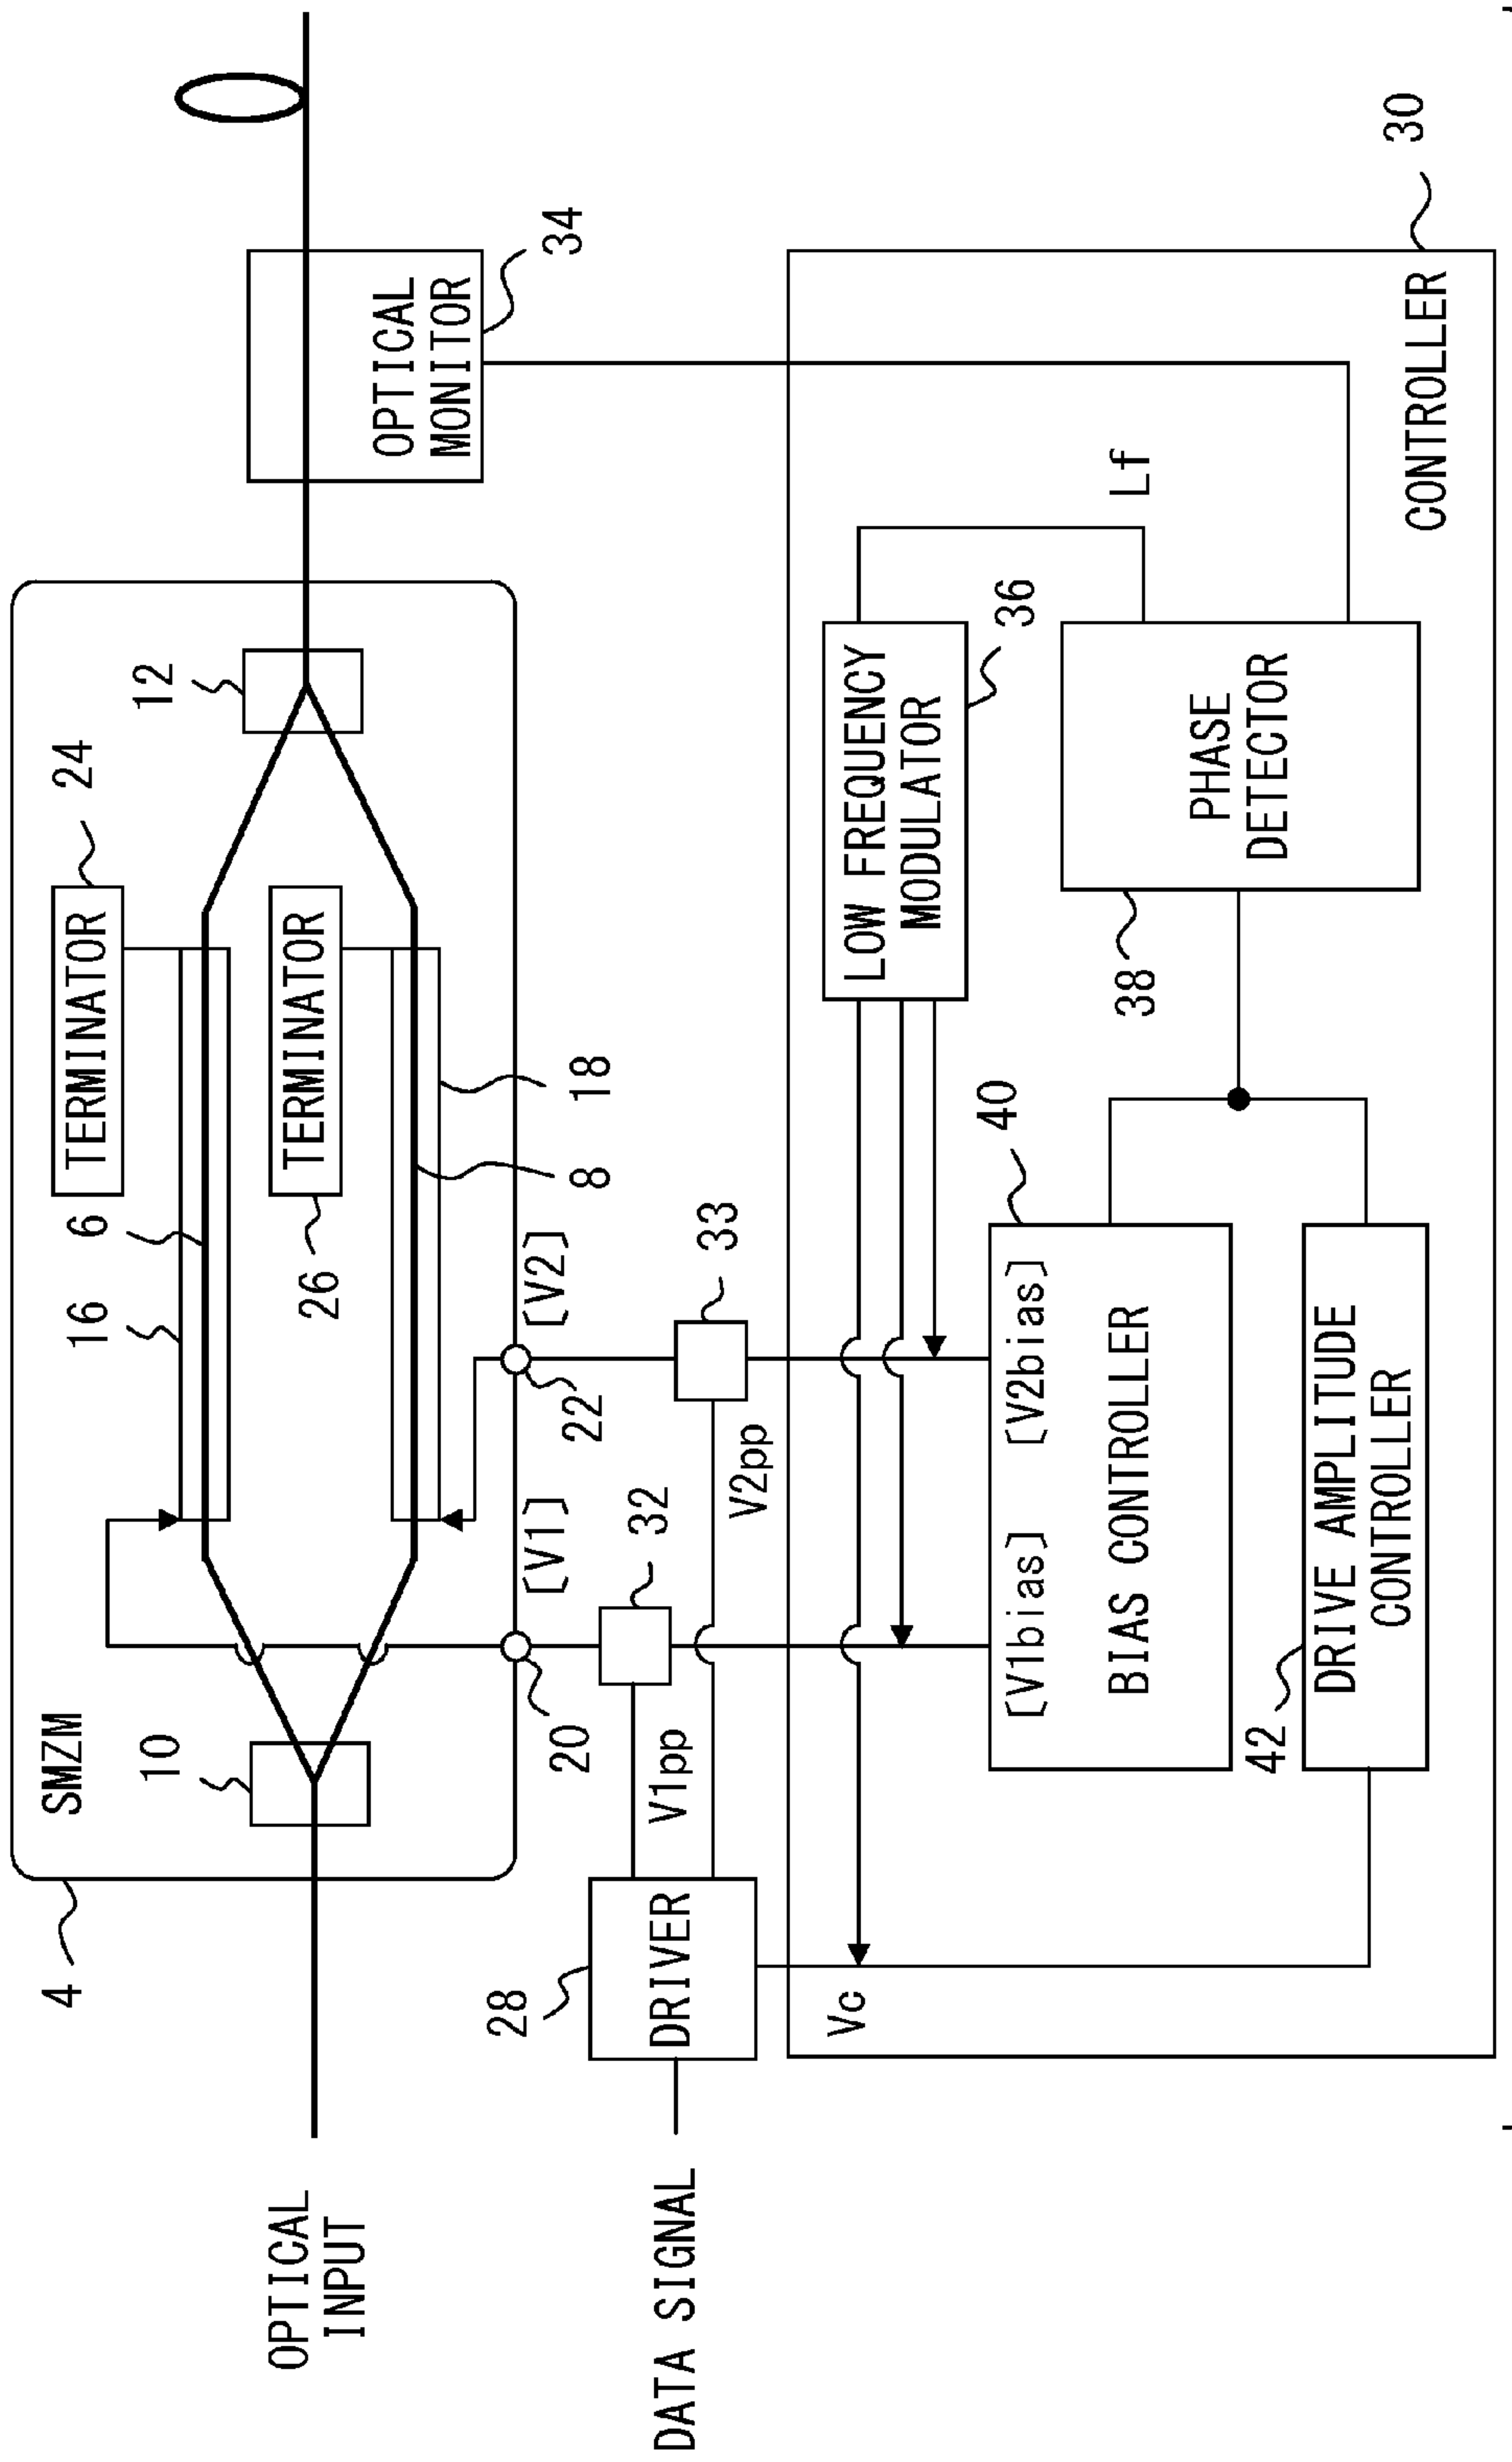 4
SMZM
10
16
6
TERMINATOR
24
12
26
TERMINATOR
8
18
OPTICAL
INPUT
20
[V1]
22
[V2]
OPTICAL
MONITOR
34
28
DRIVER
DATA SIGNAL
V1pp
32
V2pp
33
Vc
LOW FREQUENCY
MODULATOR
36
[V1bias]
[V2bias]
40
BIAS CONTROLLER
38
Lf
PHASE
DETECTOR
42
DRIVE AMPLITUDE
CONTROLLER
CONTROLLER
30